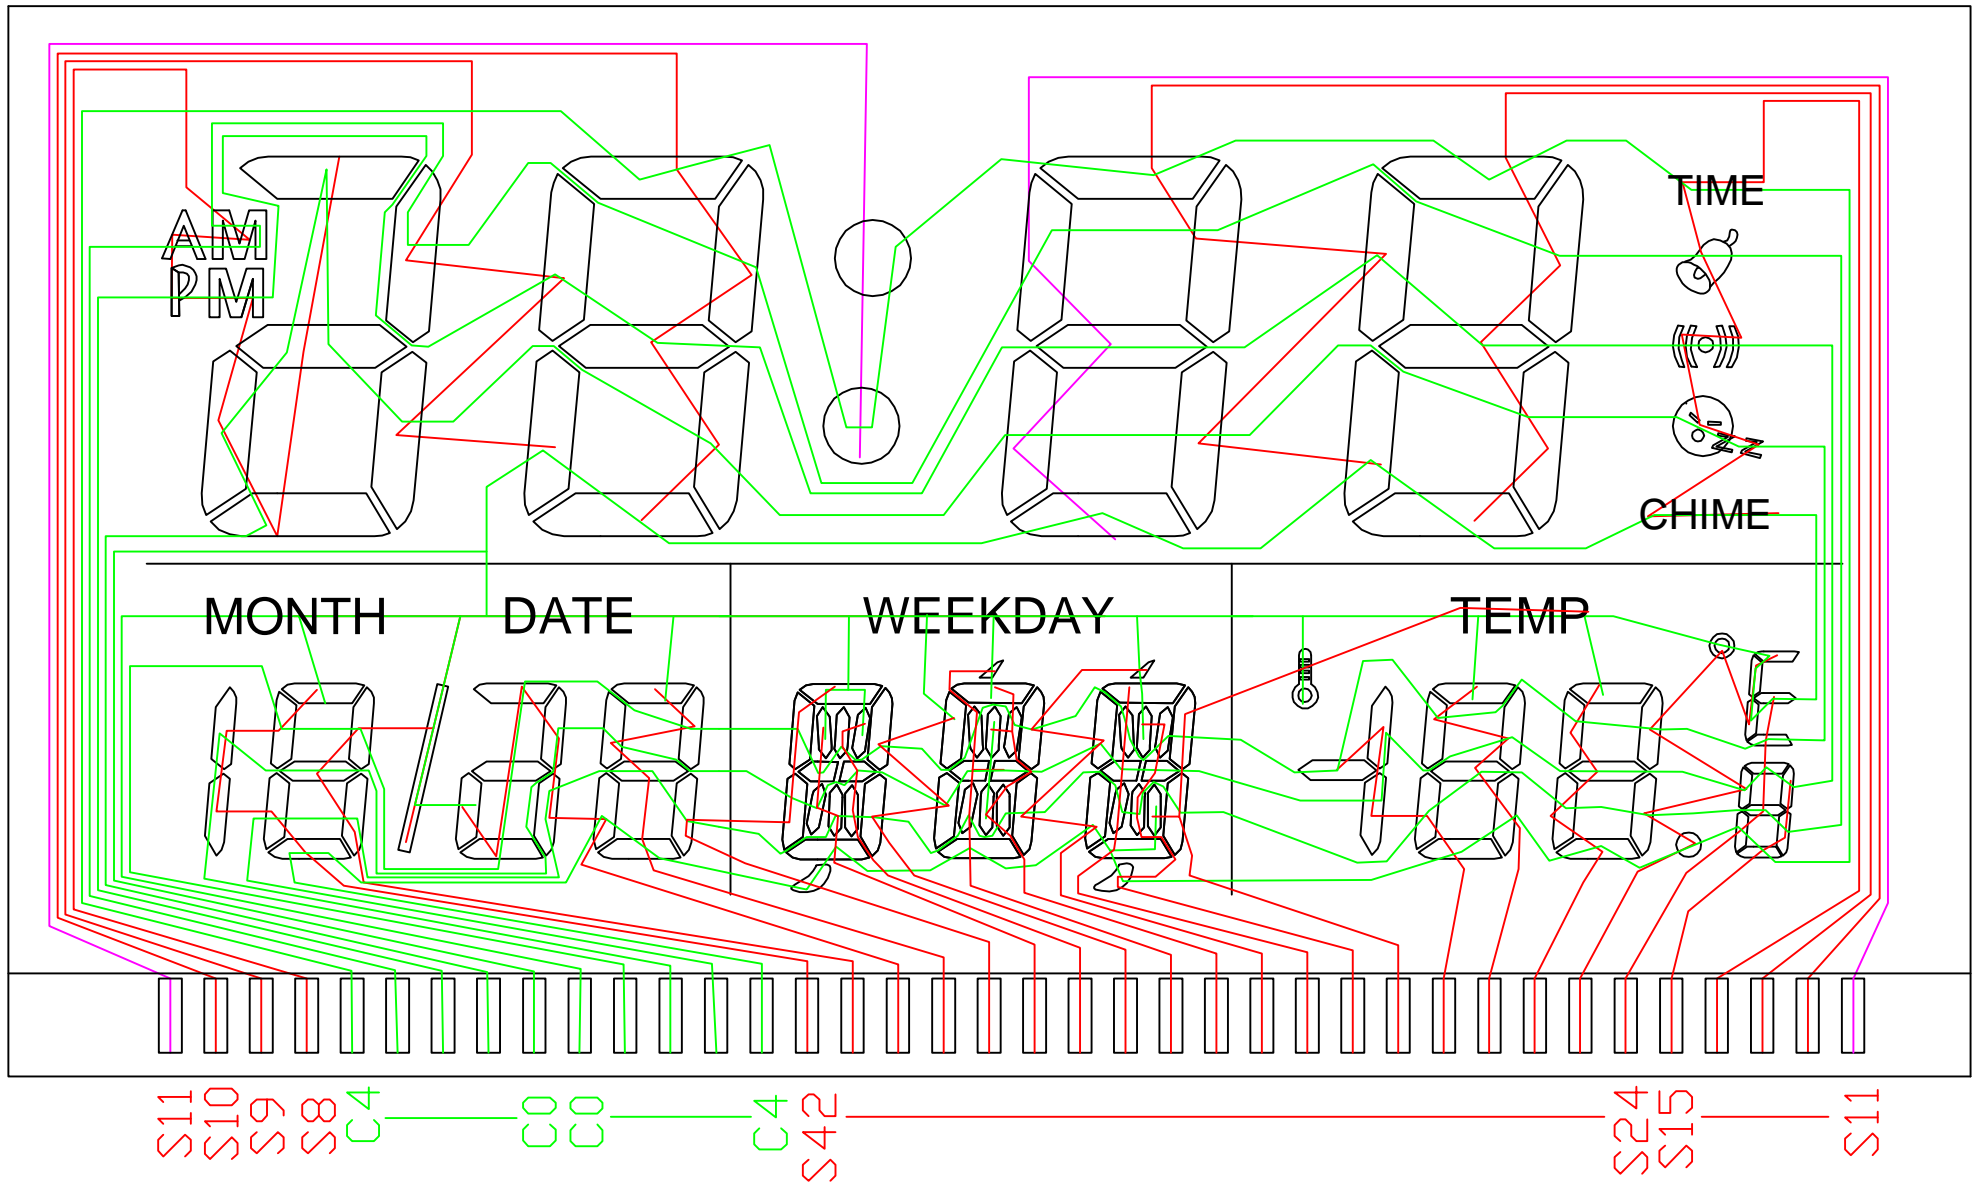 AM
PM
TIME
CHIME
MONTH DATE WEEKDAY TEMP
S11 S10 S9 S8 C4 C0 C0 C4 S42 S24 S15 S11